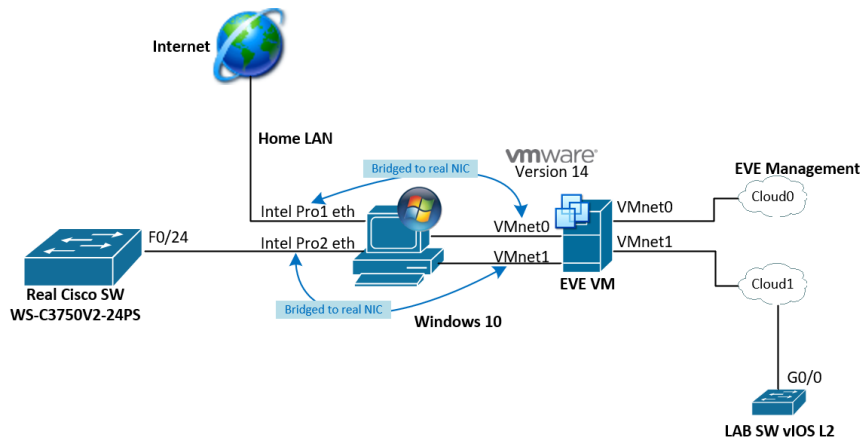 Internet
Home LAN
Bridged to real NIC
vmware®
Version 14
EVE Management
Cloud0
VMnet0
Intel Pro1 eth
VMnet0
F0/24
Intel Pro2 eth
VMnet1
VMnet1
Real Cisco SW
WS-C3750V2-24PS
EVE VM
Cloud1
Bridged to real NIC
Windows 10
G0/0
LAB SW vIOS L2